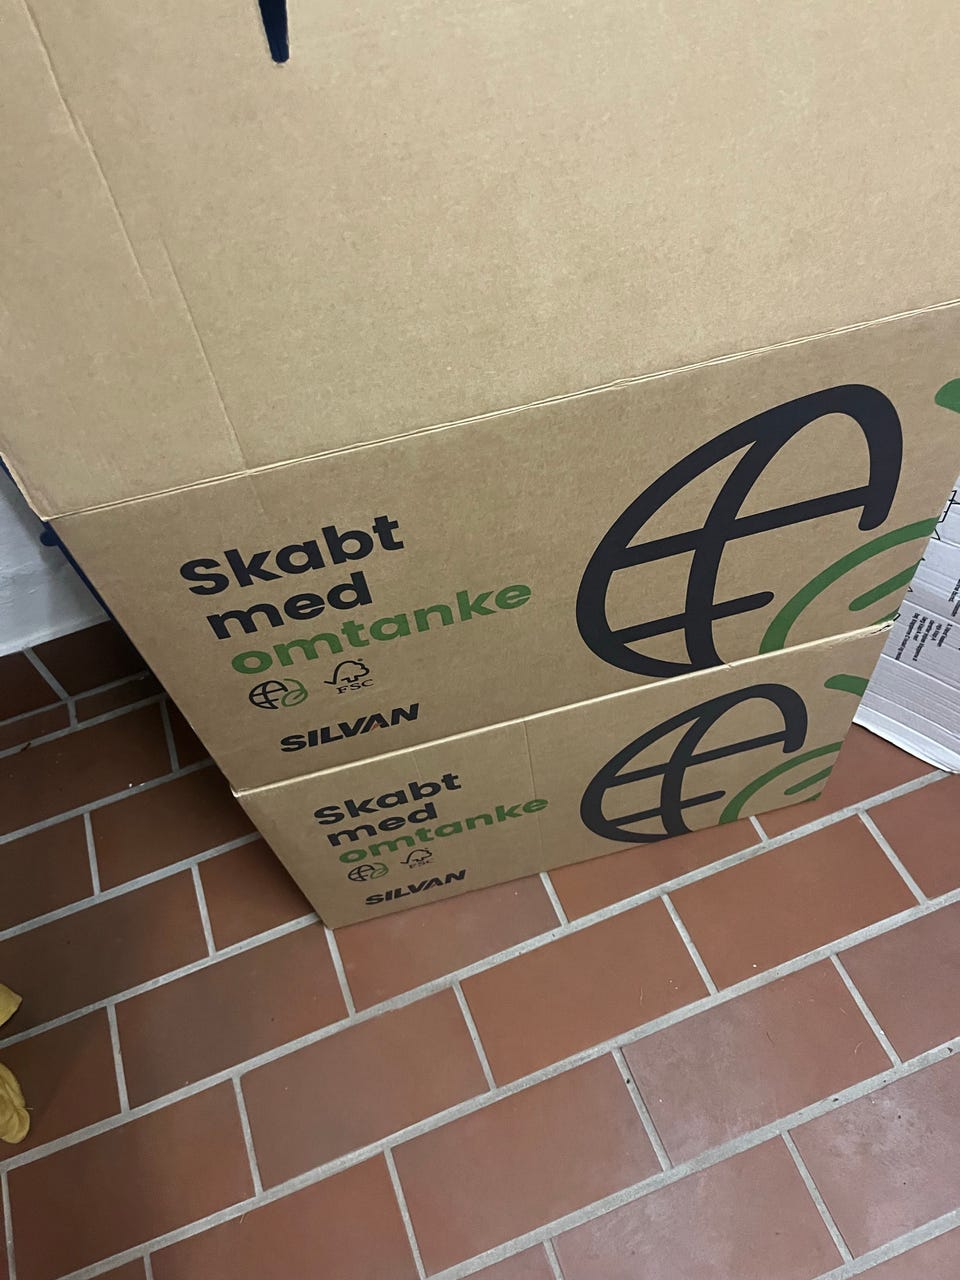 Skabt
med
omtanke
FSC
SILVAN
Skabt
med
omtanke
FSC
SILVAN